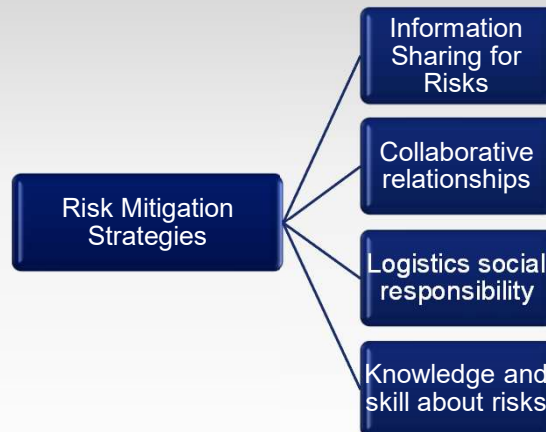 Risk Mitigation
Strategies
Information
Sharing for
Risks
Collaborative
relationships
Logistics social
responsibility
Knowledge and
skill about risks